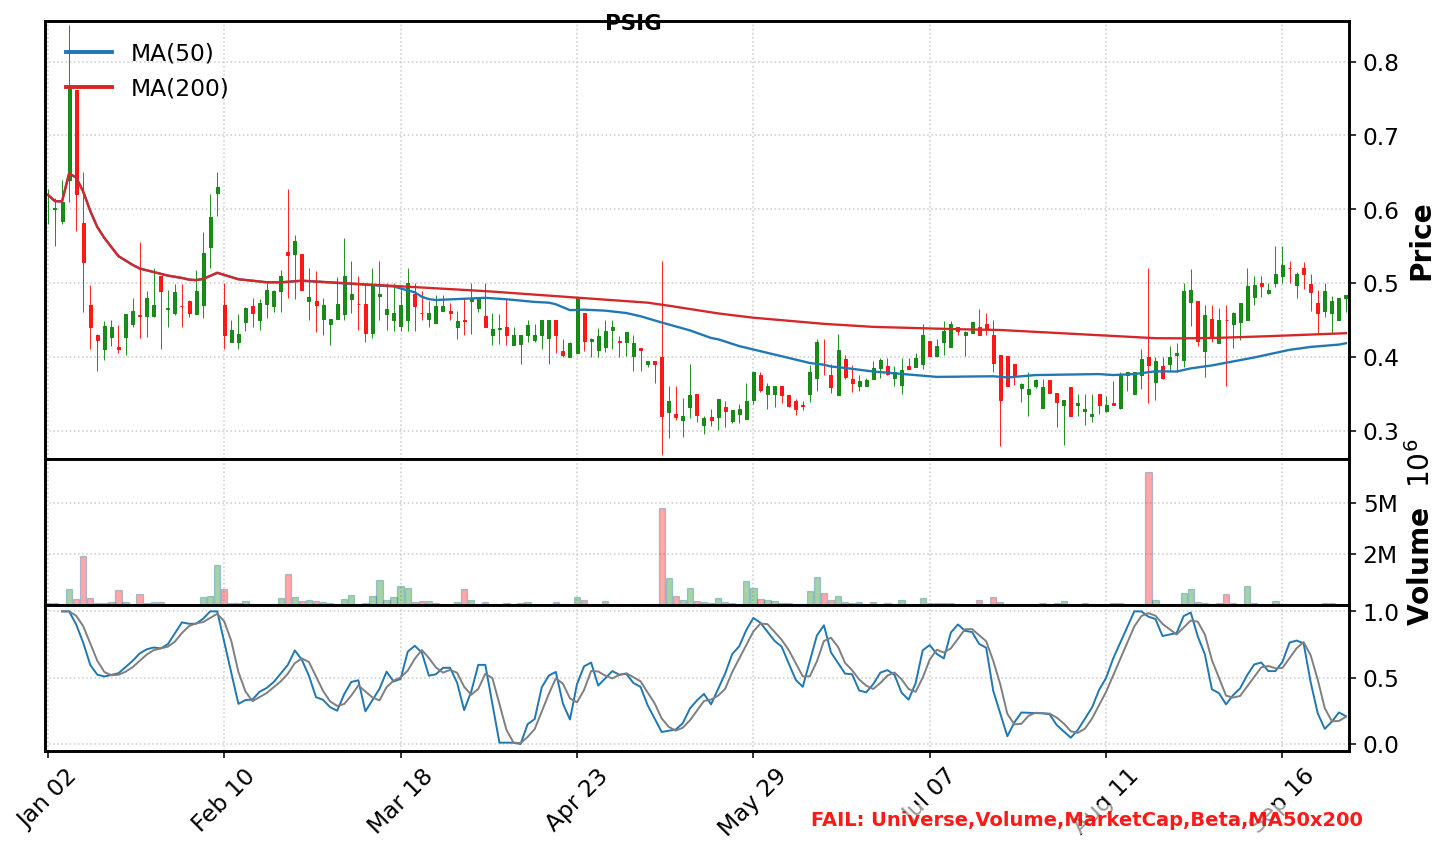 PSIG
MA(50)
MA(200)
0.8
0.7
0.6
0.5
0.4
0.3
Price
5M
2M
Volume 10⁶
1.0
0.5
0.0
Jan 02
Feb 10
Mar 18
Apr 23
May 29
Jul 07
Aug 11
Sep 16
FAIL: Universe,Volume,MarketCap,Beta,MA50x200